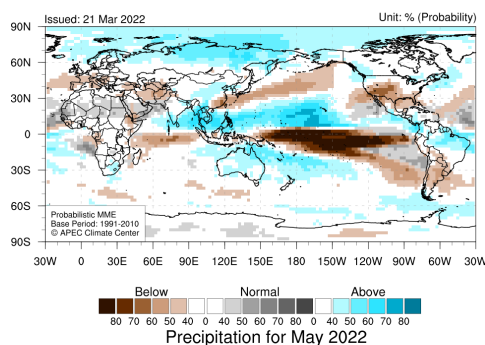 Issued: 21 Mar 2022 Unit: % (Probability)
90N
60N
30N
0
30S
60S
90S
Probabilistic MME
Base Period: 1991-2010
© APEC Climate Center
30W 0 30E 60E 90E 120E 150E 180 150W 120W 90W 60W 30W
Below Normal Above
80 70 60 50 40 0 40 50 60 70 80 0 40 50 60 70 80
Precipitation for May 2022